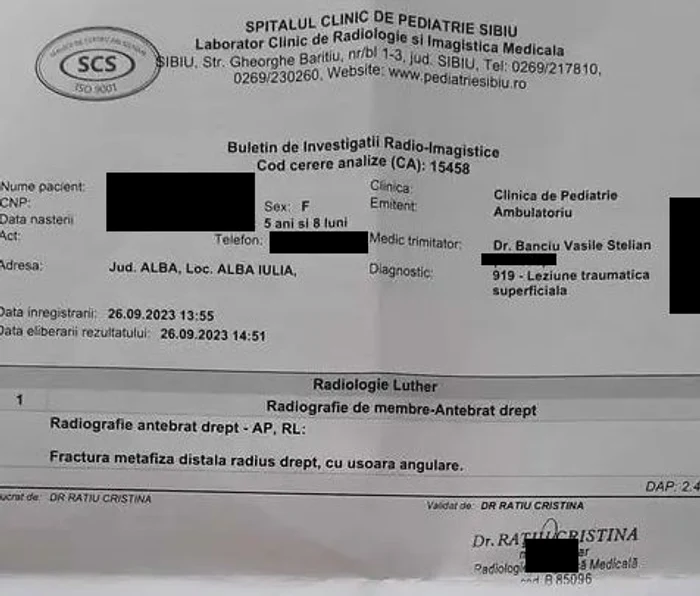 SPITALUL CLINIC DE PEDIATRIE SIBIU
Laborator Clinic de Radiologie si Imagistica Medicala
SIBIU, Str. Gheorghe Baritiu, nr/bl 1-3, jud. SIBIU, Tel: 0269/217810,
0269/230260, Website: www.pediatriesibiu.ro
SCS
ISO 9001
Buletin de Investigatii Radio-Imagistice
Cod cerere analize (CA): 15458
Nume pacient:
CNP:
Data nasterii
Act:
Sex: F
5 ani si 8 luni
Telefon:
Adresa: Jud. ALBA, Loc. ALBA IULIA,
Clinica: Clinica de Pediatrie
Emitent: Ambulatoriu
Medic trimitator: Dr. Banciu Vasile Stelian
Diagnostic: 919 - Leziune traumatica
superficiala
Data inregistrarii: 26.09.2023 13:55
Data eliberarii rezultatului: 26.09.2023 14:51
Radiologie Luther
1 Radiografie de membre-Antebrat drept
Radiografie antebrat drept - AP, RL:
Fractura metafiza distala radius drept, cu usoara angulare.
DAP: 2.4
ucrat de: DR RATIU CRISTINA
Validat de: DR RATIU CRISTINA
Dr. RATIU CRISTINA
ar
Radiologi ă Medicală
cod B 85096